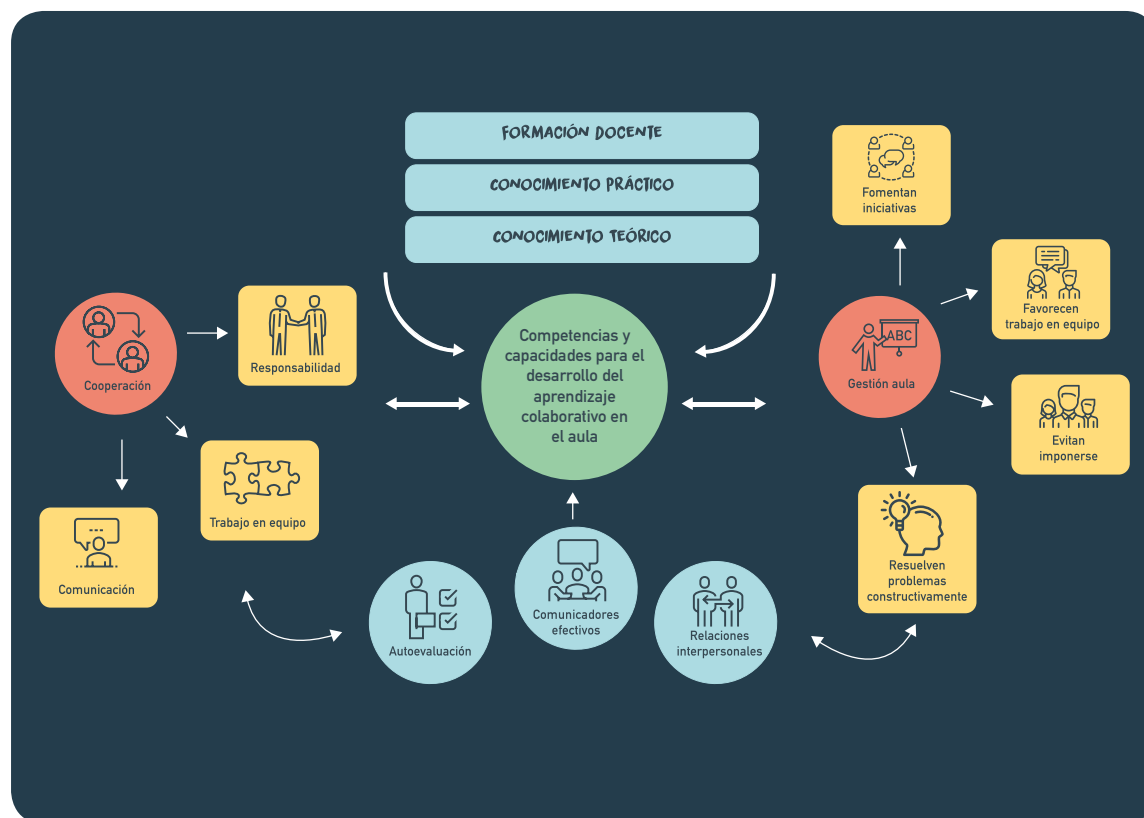 FORMACIÓN DOCENTE
CONOCIMIENTO PRÁCTICO
CONOCIMIENTO TEÓRICO
Fomentan
iniciativas
Favorecen
trabajo en equipo
ABC
Gestión aula
Evitan
imponerse
Resuelven
problemas
constructivamente
Competencias y
capacidades para el
desarrollo del
aprendizaje
colaborativo en
el aula
Cooperación
Responsabilidad
Trabajo en equipo
Comunicación
Autoevaluación
Comunicadores
efectivos
Relaciones
interpersonales